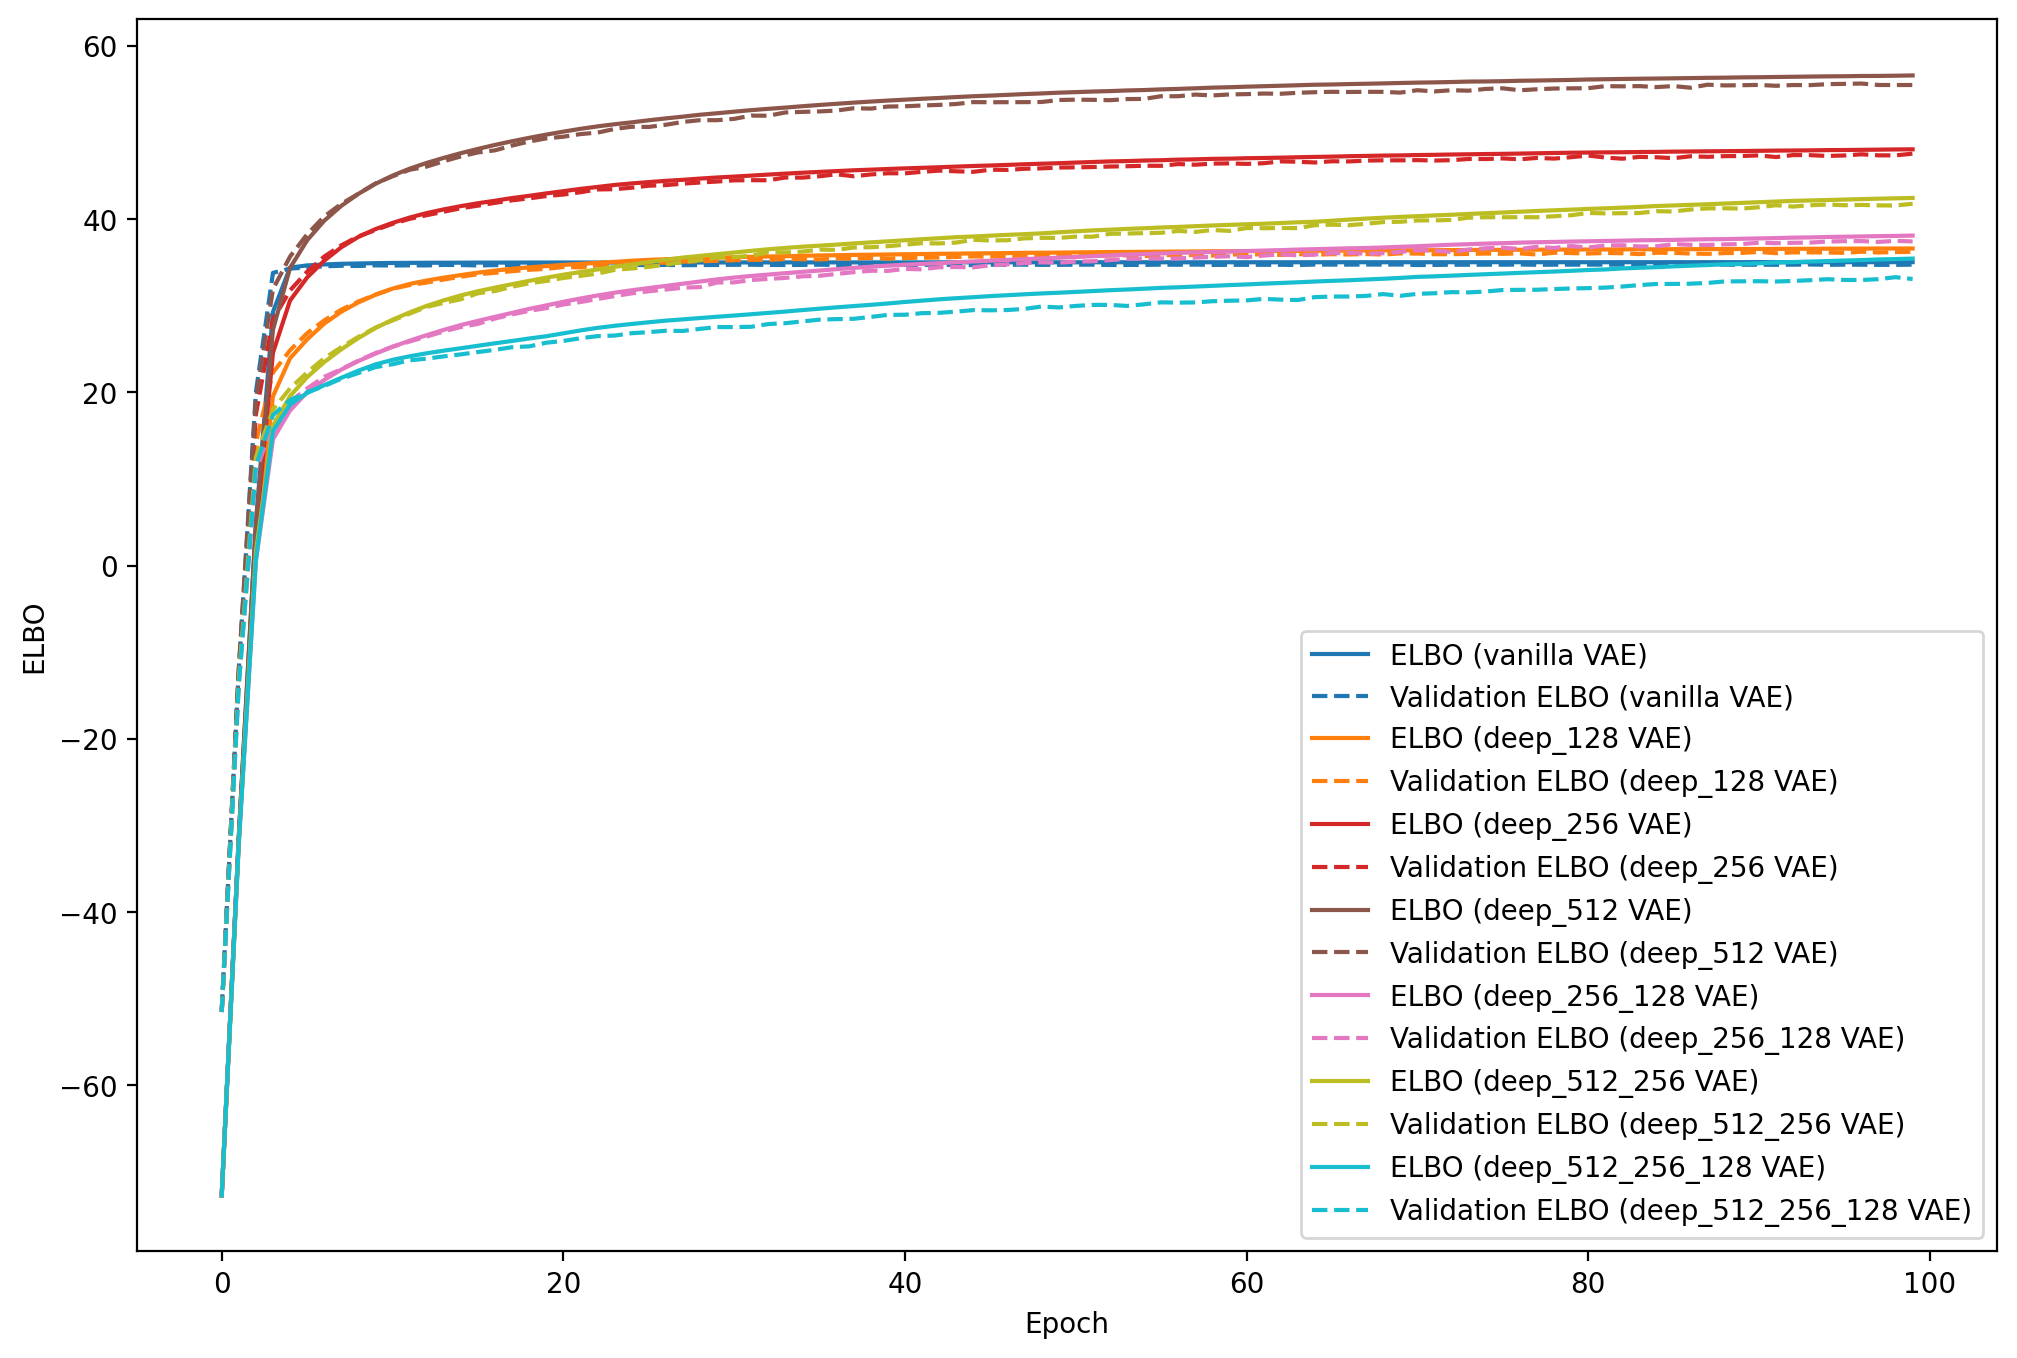 60
40
20
0
−20
−40
−60
ELBO
0
20
40
60
80
100
Epoch
ELBO (vanilla VAE)
Validation ELBO (vanilla VAE)
ELBO (deep_128 VAE)
Validation ELBO (deep_128 VAE)
ELBO (deep_256 VAE)
Validation ELBO (deep_256 VAE)
ELBO (deep_512 VAE)
Validation ELBO (deep_512 VAE)
ELBO (deep_256_128 VAE)
Validation ELBO (deep_256_128 VAE)
ELBO (deep_512_256 VAE)
Validation ELBO (deep_512_256 VAE)
ELBO (deep_512_256_128 VAE)
Validation ELBO (deep_512_256_128 VAE)